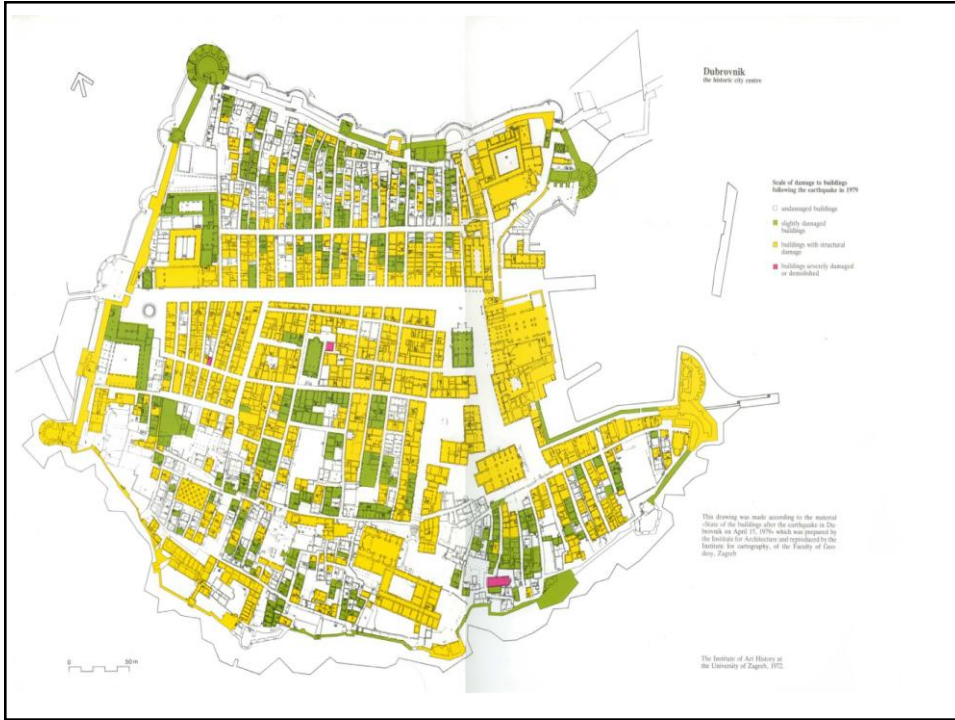 Dubrovnik
the historic city centre
Scale of damage to buildings
following the earthquake in 1979
undamaged buildings
slightly damaged
buildings
buildings with structural
damage
buildings severely damaged
or demolished
This drawing was made according to the material
»State of the buildings after the earthquake in Du-
brovnik on April 15, 1979« which was prepared by
the Institute for Architecture and reproduced by the
Institute for cartography, of the Faculty of Geo-
desy, Zagreb
0 50 m
The Institute of Art History at
the University of Zagreb, 1972.